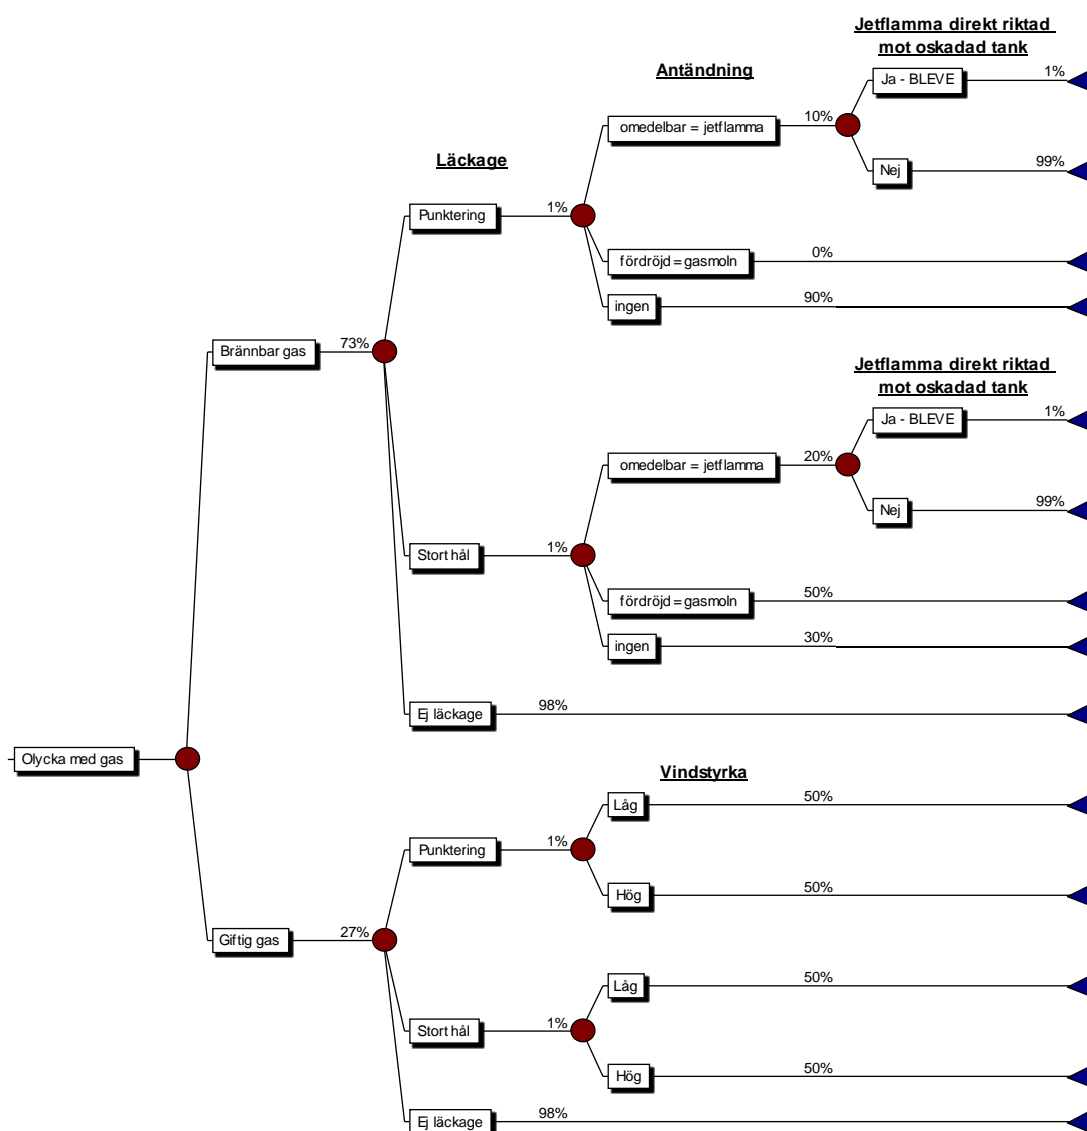 Jetflamma direkt riktad
mot oskadad tank
Antändning
Ja - BLEVE 1%
omedelbar = jetflamma 10%
Läckage
Nej 99%
Punktering 1%
fördröjd = gasmoln 0%
ingen 90%
Brännbar gas 73%
Jetflamma direkt riktad
mot oskadad tank
Ja - BLEVE 1%
omedelbar = jetflamma 20%
Nej 99%
Stort hål 1%
fördröjd = gasmoln 50%
ingen 30%
Ej läckage 98%
Olycka med gas
Vindstyrka
Låg 50%
Punktering 1%
Hög 50%
Giftig gas 27%
Låg 50%
Stort hål 1%
Hög 50%
Ej läckage 98%